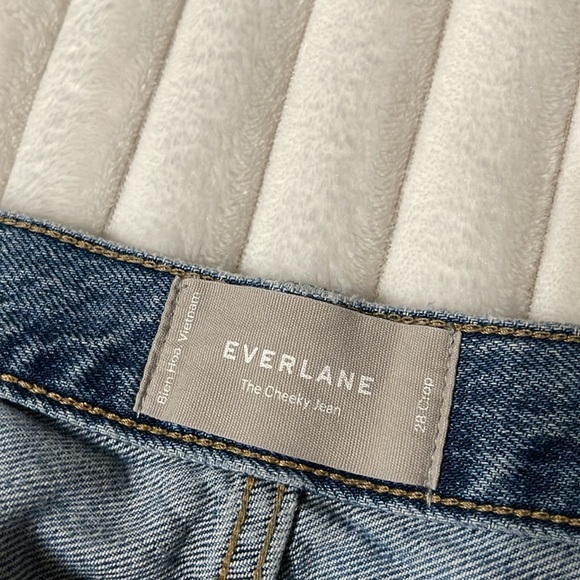 Bien Hoa, Vietnam
EVERLANE
The Cheeky Jean
28 Crop